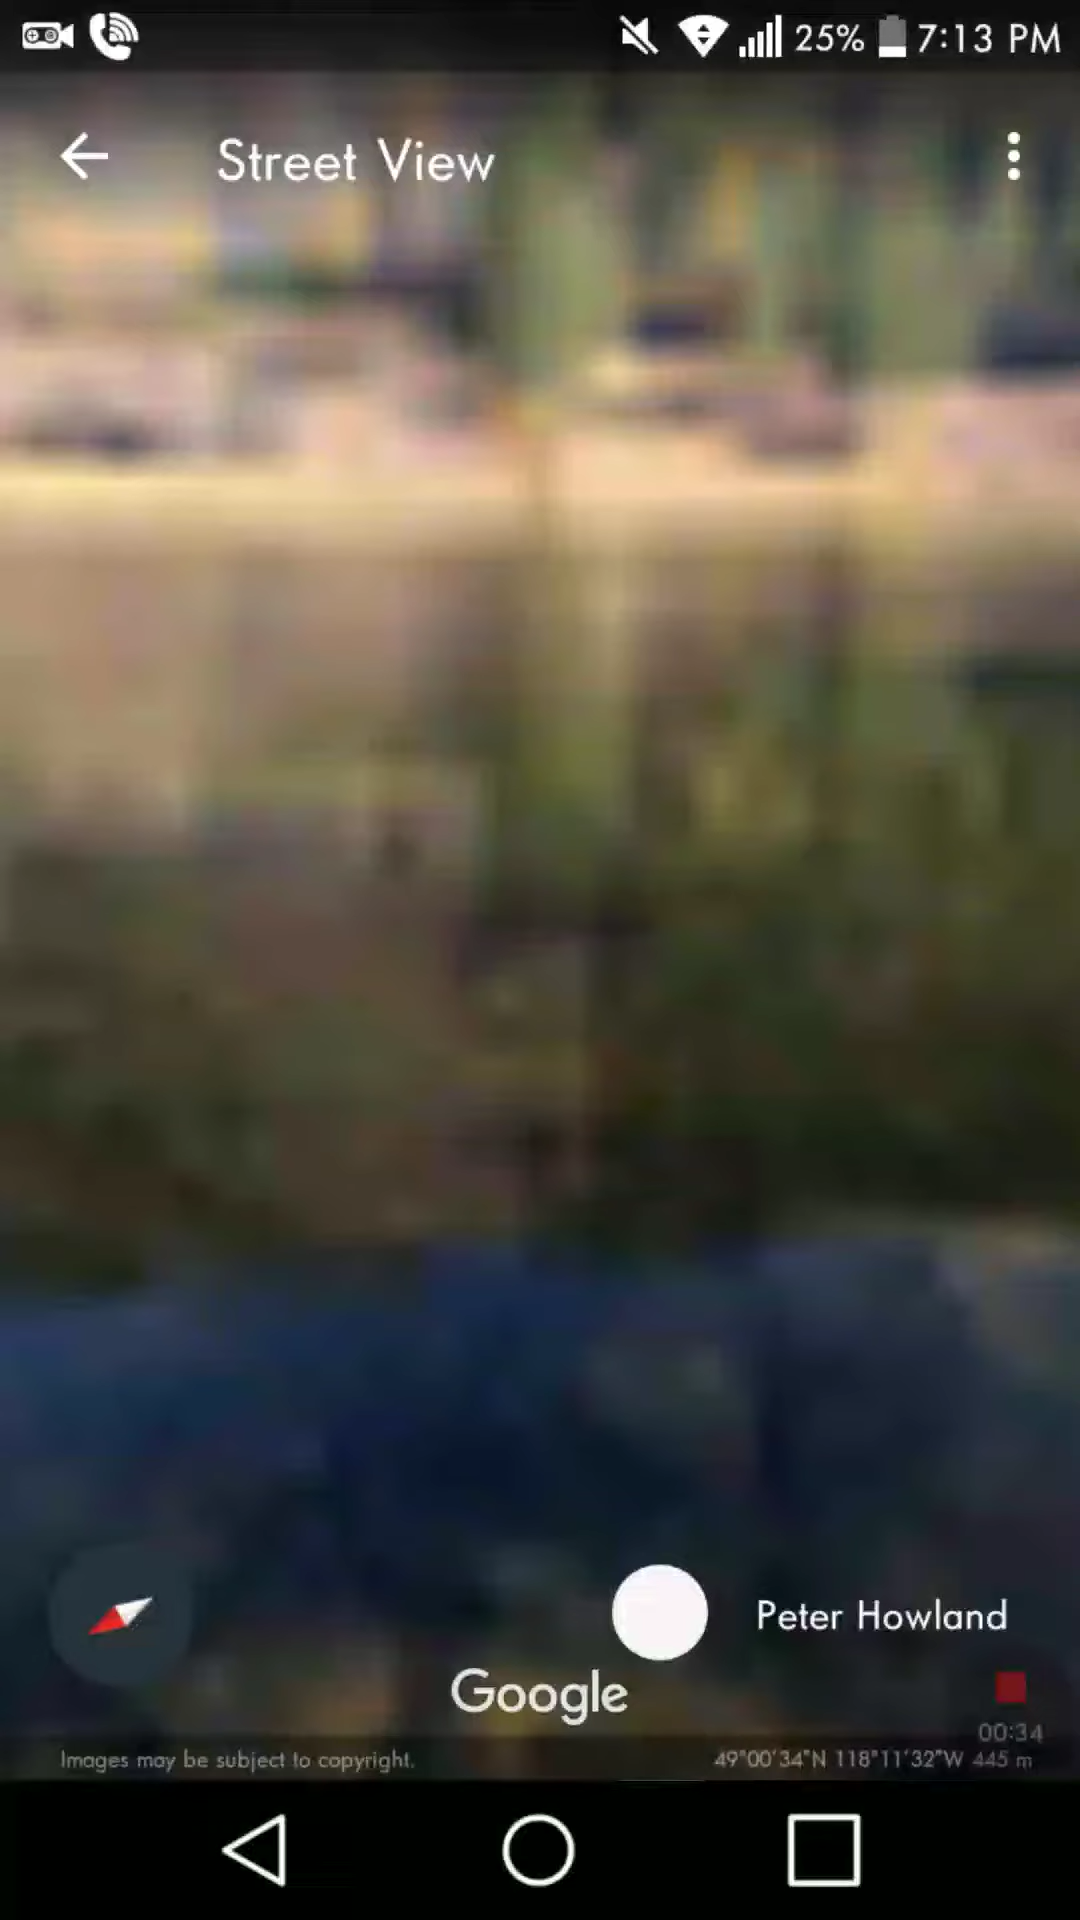 25% 7:13 PM
Street View
Peter Howland
Google
00:34
Images may be subject to copyright. 49°00'34"N 118°11'32"W 445 m